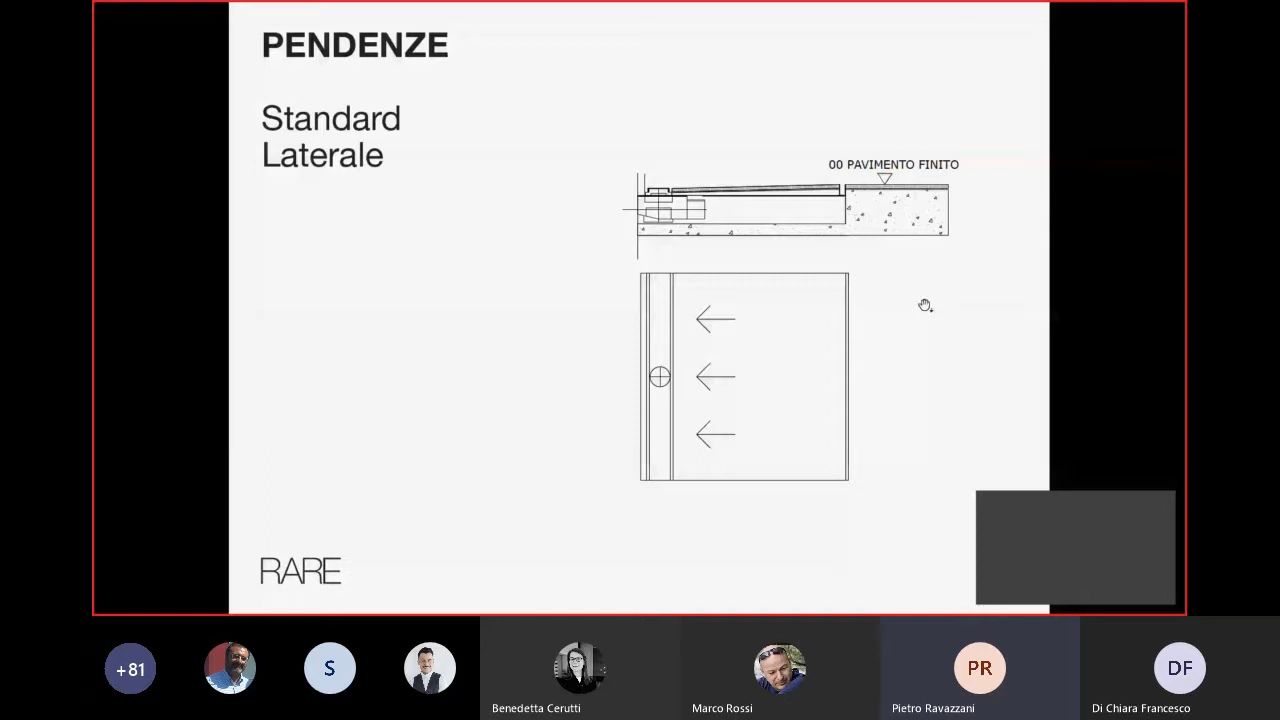 PENDENZE
Standard
Laterale
00 PAVIMENTO FINITO
RARE
+81
S
PR
DF
Benedetta Cerutti
Marco Rossi
Pietro Ravazzani
Di Chiara Francesco